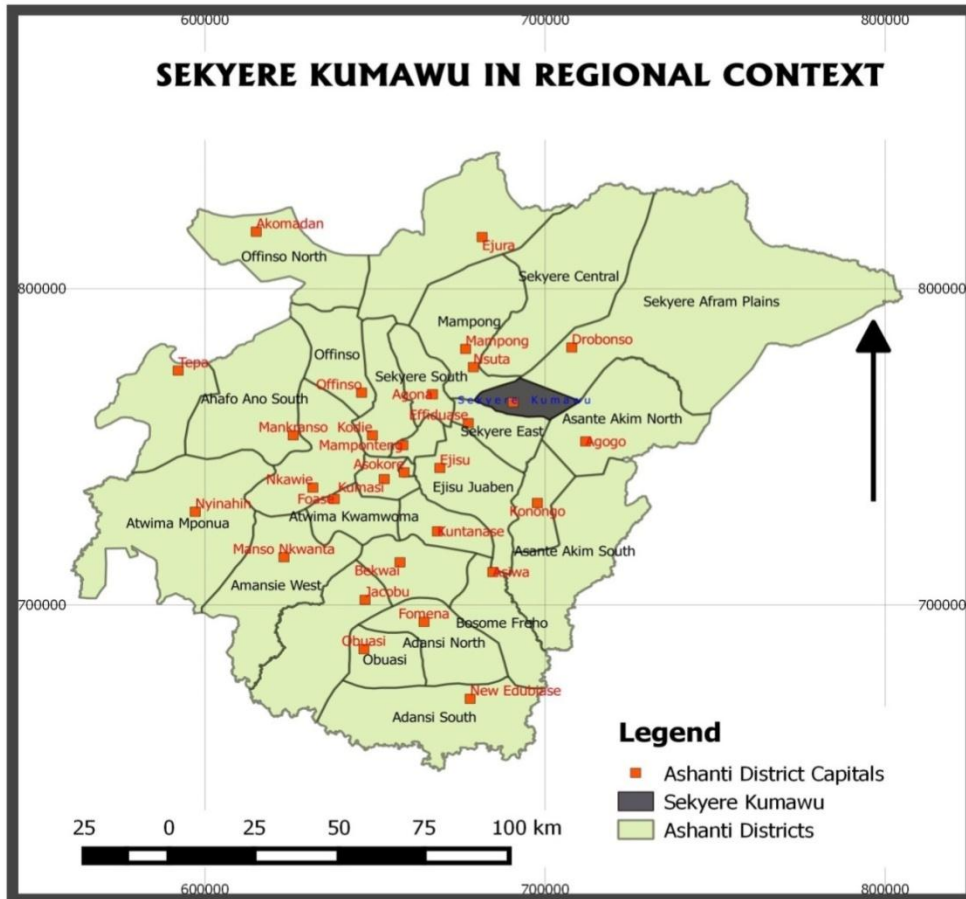 600000 700000 800000
SEKYERE KUMAWU IN REGIONAL CONTEXT
Akomadan
Ejura
Offinso North
Sekyere Central
800000 800000
Sekyere Afram Plains
Mampong
Mampong
Drobonso
Offinso
Nsuta
Tepa
Sekyere South
Offinso
Agona
Sekyere Kumawu
Ahafo Ano South
Effiduase
Asante Akim North
Mankranso
Kodie
Sekyere East
Mamponteng
Agogo
Asokore
Ejisu
Nkawie
Kumasi
Ejisu Juaben
Foase
Nyinahin
Konongo
Atwima Mponua
Atwima Kwamwoma
Kuntanase
Manso Nkwanta
Asante Akim South
Bekwai
Asiwa
Amansie West
Jacobu
700000 700000
Fomena
Bosome Freho
Obuasi
Adansi North
Obuasi
New Edubiase
Adansi South
Legend
Ashanti District Capitals
Sekyere Kumawu
Ashanti Districts
25 0 25 50 75 100 km
600000 700000 800000